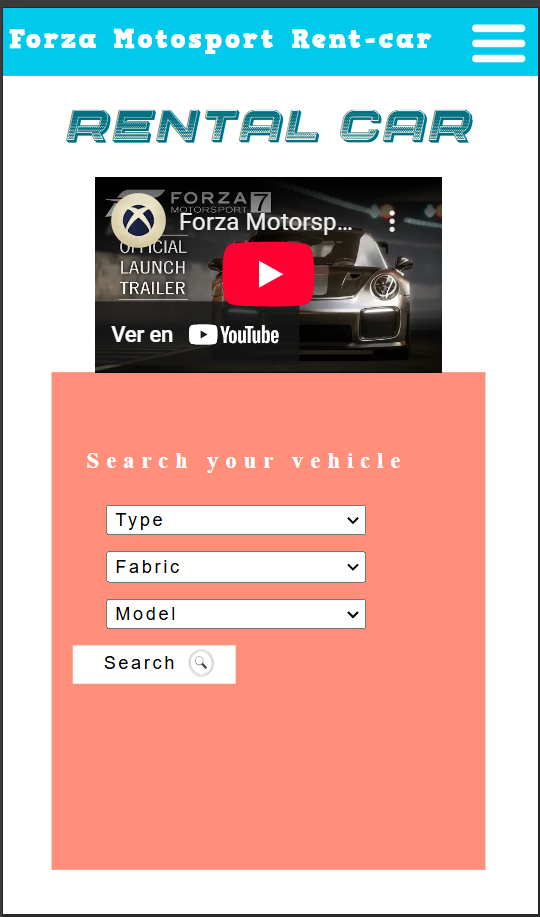 Forza Motosport Rent-car
RENTAL CAR
FORZA 7
MOTORSPORT
Forza Motorsp...
OFFICIAL
LAUNCH
TRAILER
Ver en YouTube
Search your vehicle
Type
Fabric
Model
Search